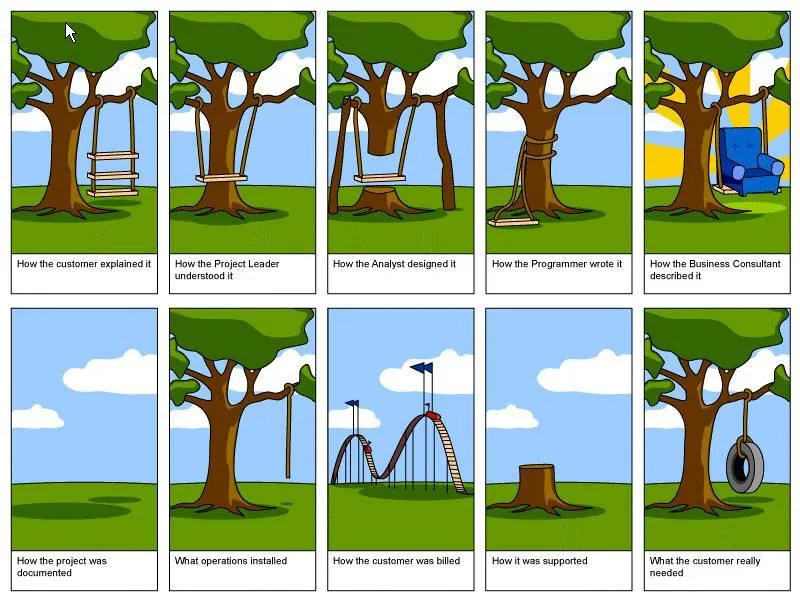 How the customer explained it
How the Project Leader
understood it
How the Analyst designed it
How the Programmer wrote it
How the Business Consultant
described it
How the project was
documented
What operations installed
How the customer was billed
How it was supported
What the customer really
needed